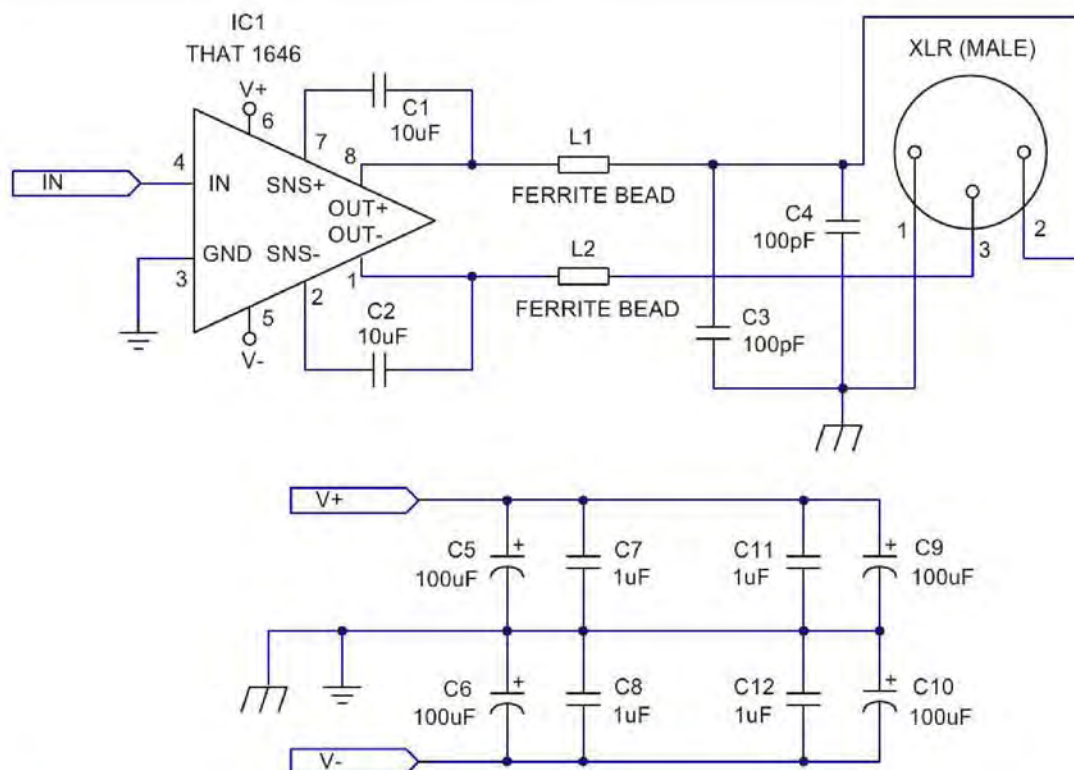 IC1
THAT 1646
V+
6
7
C1
10uF
8
4
IN
IN
SNS+
OUT+
OUT-
GND
SNS-
3
5
V-
2
1
C2
10uF
L1
FERRITE BEAD
L2
FERRITE BEAD
C4
100pF
C3
100pF
XLR (MALE)
1
3
2
V+
C5
+
100uF
C7
1uF
C11
1uF
+
C9
100uF
C6
+
100uF
C8
1uF
C12
1uF
+
C10
100uF
V-